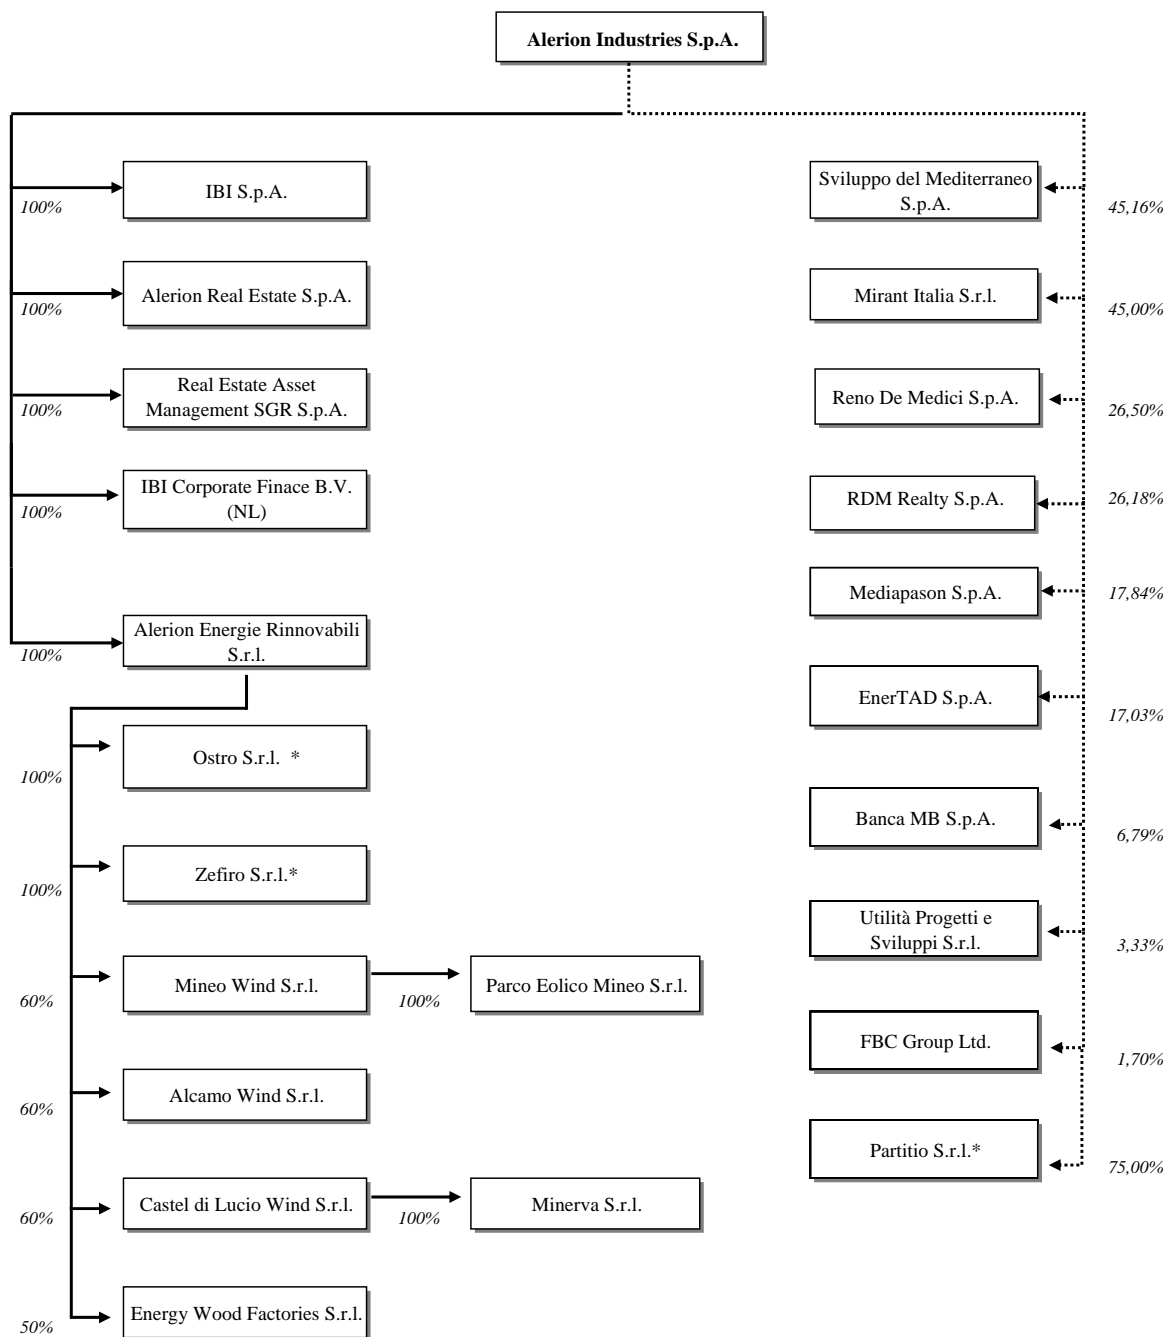 Alerion Industries S.p.A.
IBI S.p.A.
100%
Alerion Real Estate S.p.A.
100%
Real Estate Asset
Management SGR S.p.A.
100%
IBI Corporate Finace B.V.
(NL)
100%
Alerion Energie Rinnovabili
S.r.l.
100%
Ostro S.r.l. *
100%
Zefiro S.r.l.*
100%
Mineo Wind S.r.l.
60%
Parco Eolico Mineo S.r.l.
100%
Alcamo Wind S.r.l.
60%
Castel di Lucio Wind S.r.l.
60%
Minerva S.r.l.
100%
Energy Wood Factories S.r.l.
50%
Sviluppo del Mediterraneo
S.p.A.
45,16%
Mirant Italia S.r.l.
45,00%
Reno De Medici S.p.A.
26,50%
RDM Realty S.p.A.
26,18%
Mediapason S.p.A.
17,84%
EnerTAD S.p.A.
17,03%
Banca MB S.p.A.
6,79%
Utilità Progetti e
Sviluppi S.r.l.
3,33%
FBC Group Ltd.
1,70%
Partitio S.r.l.*
75,00%